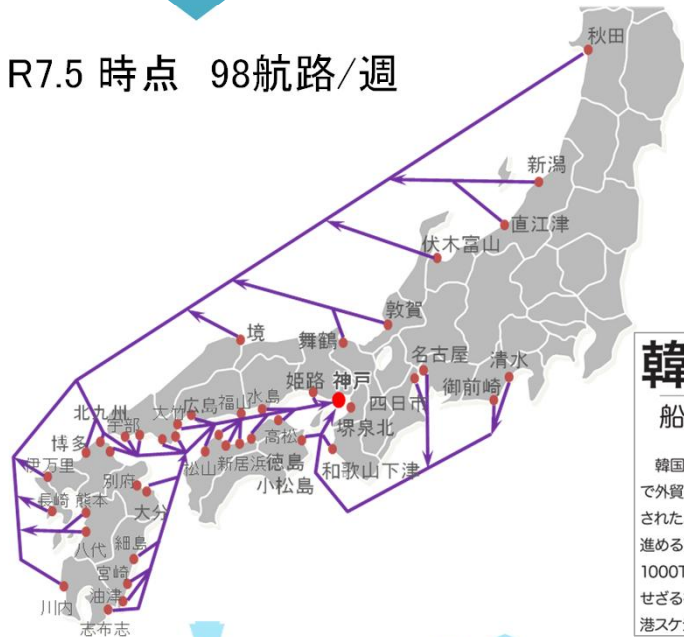 R7.5 時点 98航路/週
秋田
新潟
直江津
伏木富山
敦賀
舞鶴
境
名古屋
清水
姫路
神戸
四日市
御前崎
堺泉北
北九州
宇部
大竹
広島
福山
水島
高松
博多
伊万里
松山
新居浜
徳島
小松島
和歌山下津
別府
大分
長崎
熊本
八代
細島
宮崎
油津
川内
志布志
韓
船
韓国
で外貿
された
進める
1000T
せざる
港スケ